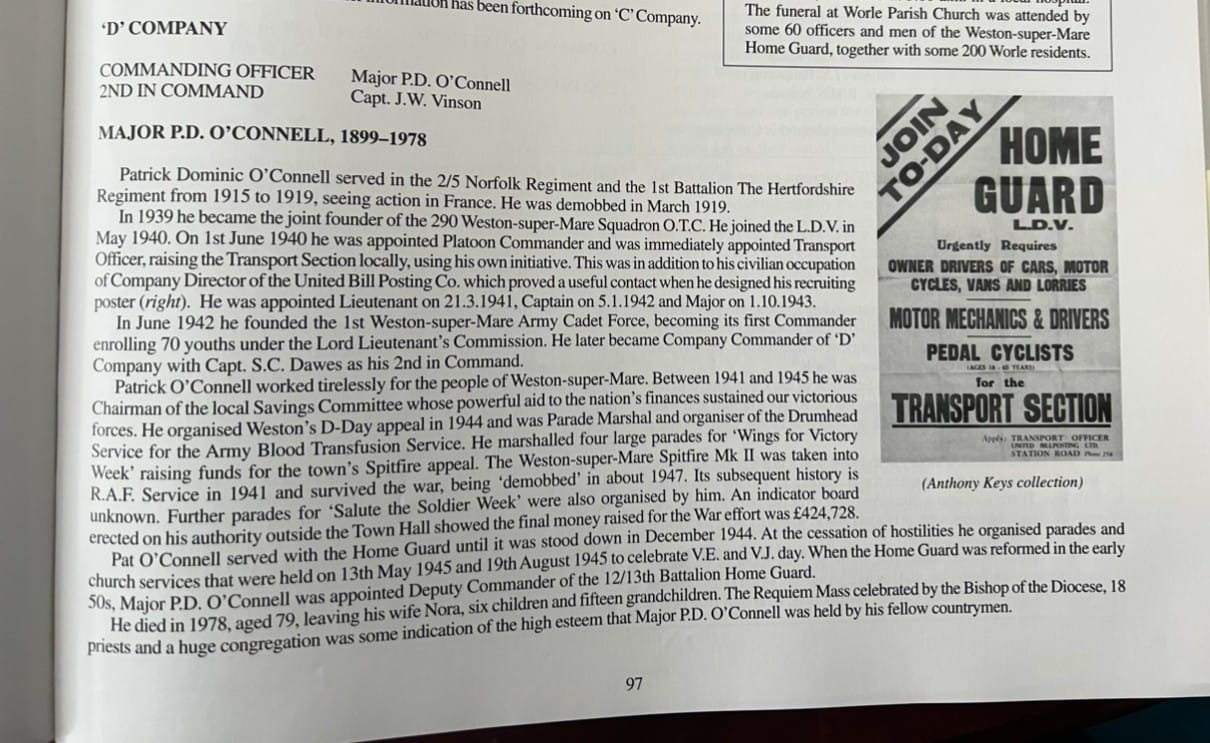 has been forthcoming on ‘C’ Company.
The funeral at Worle Parish Church was attended by
some 60 officers and men of the Weston-super-Mare
Home Guard, together with some 200 Worle residents.
‘D’ COMPANY
COMMANDING OFFICER Major P.D. O’Connell
2ND IN COMMAND Capt. J.W. Vinson
MAJOR P.D. O’CONNELL, 1899–1978
Patrick Dominic O’Connell served in the 2/5 Norfolk Regiment and the 1st Battalion The Hertfordshire
Regiment from 1915 to 1919, seeing action in France. He was demobbed in March 1919.
In 1939 he became the joint founder of the 290 Weston-super-Mare Squadron O.T.C. He joined the L.D.V. in
May 1940. On 1st June 1940 he was appointed Platoon Commander and was immediately appointed Transport
Officer, raising the Transport Section locally, using his own initiative. This was in addition to his civilian occupation
of Company Director of the United Bill Posting Co. which proved a useful contact when he designed his recruiting
poster (right). He was appointed Lieutenant on 21.3.1941, Captain on 5.1.1942 and Major on 1.10.1943.
In June 1942 he founded the 1st Weston-super-Mare Army Cadet Force, becoming its first Commander
enrolling 70 youths under the Lord Lieutenant’s Commission. He later became Company Commander of ‘D’
Company with Capt. S.C. Dawes as his 2nd in Command.
Patrick O’Connell worked tirelessly for the people of Weston-super-Mare. Between 1941 and 1945 he was
Chairman of the local Savings Committee whose powerful aid to the nation’s finances sustained our victorious
forces. He organised Weston’s D-Day appeal in 1944 and was Parade Marshal and organiser of the Drumhead
Service for the Army Blood Transfusion Service. He marshalled four large parades for ‘Wings for Victory
Week’ raising funds for the town’s Spitfire appeal. The Weston-super-Mare Spitfire Mk II was taken into
R.A.F. Service in 1941 and survived the war, being ‘demobbed’ in about 1947. Its subsequent history is
unknown. Further parades for ‘Salute the Soldier Week’ were also organised by him. An indicator board
erected on his authority outside the Town Hall showed the final money raised for the War effort was £424,728.
Pat O’Connell served with the Home Guard until it was stood down in December 1944. At the cessation of hostilities he organised parades and
church services that were held on 13th May 1945 and 19th August 1945 to celebrate V.E. and V.J. day. When the Home Guard was reformed in the early
50s, Major P.D. O’Connell was appointed Deputy Commander of the 12/13th Battalion Home Guard.
He died in 1978, aged 79, leaving his wife Nora, six children and fifteen grandchildren. The Requiem Mass celebrated by the Bishop of the Diocese, 18
priests and a huge congregation was some indication of the high esteem that Major P.D. O’Connell was held by his fellow countrymen.
JOIN
TO-DAY
HOME
GUARD
L.D.V.
Urgently Requires
OWNER DRIVERS OF CARS, MOTOR
CYCLES, VANS AND LORRIES
MOTOR MECHANICS & DRIVERS
PEDAL CYCLISTS
for the
TRANSPORT SECTION
Apply: TRANSPORT OFFICER
UNITED BILLPOSTING LTD.
STATION ROAD Phone
(Anthony Keys collection)
97